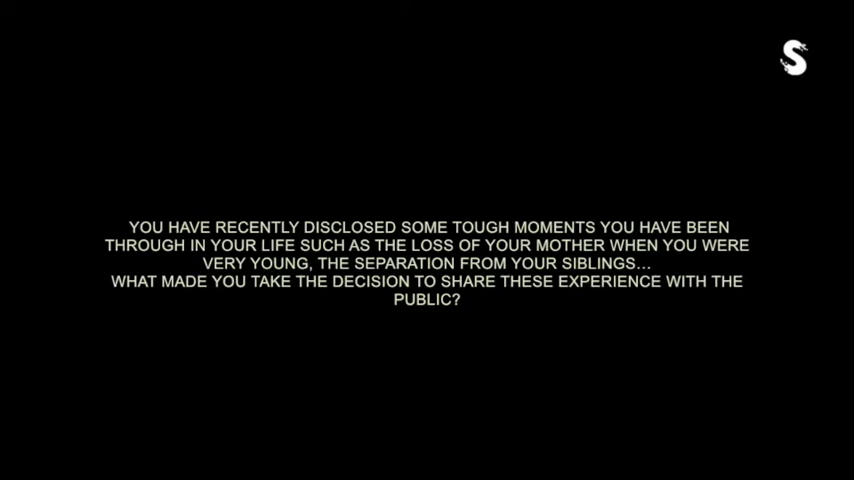 S
YOU HAVE RECENTLY DISCLOSED SOME TOUGH MOMENTS YOU HAVE BEEN
THROUGH IN YOUR LIFE SUCH AS THE LOSS OF YOUR MOTHER WHEN YOU WERE
VERY YOUNG, THE SEPARATION FROM YOUR SIBLINGS...
WHAT MADE YOU TAKE THE DECISION TO SHARE THESE EXPERIENCE WITH THE
PUBLIC?